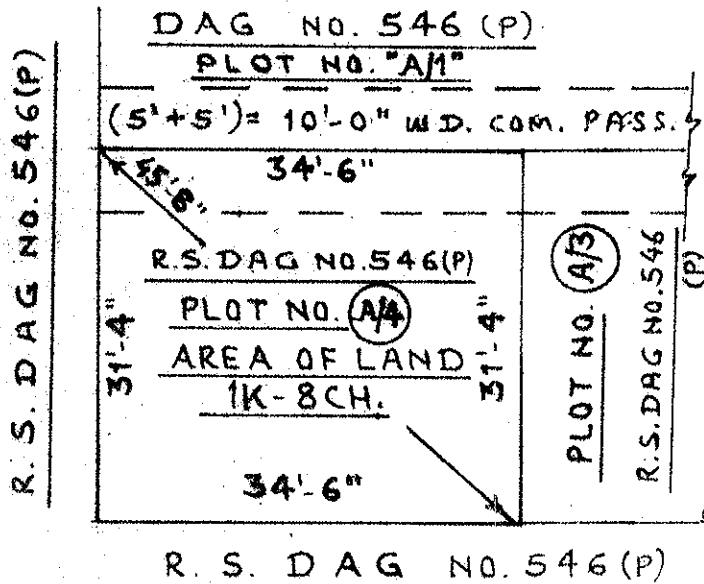 DAG NO. 546 (P)
PLOT NO. "A/1"
(5'+5')= 10'-0" WD. COM. PASS.
34'-6"
R.S. DAG NO. 546(P)
R.S. DAG NO. 546(P)
PLOT NO. A/4
AREA OF LAND
1K-8CH.
31'-4"
31'-4"
34'-6"
PLOT NO. A/3
R.S. DAG NO. 546
(P)
R. S. DAG NO. 546 (P)